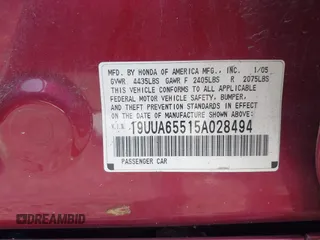 MFD. BY HONDA OF AMERICA MFG., INC. 1/05
GVWR 4435LBS GAWR F 2405LBS R 2075LBS
THIS VEHICLE CONFORMS TO ALL APPLICABLE
FEDERAL MOTOR VEHICLE SAFETY, BUMPER, AND
THEFT PREVENTION STANDARDS IN EFFECT
ON THE DATE OF MANUFACTURE SHOWN ABOVE.
V.I.N. 19UUA65515A028494
PASSENGER CAR
DREAMBID